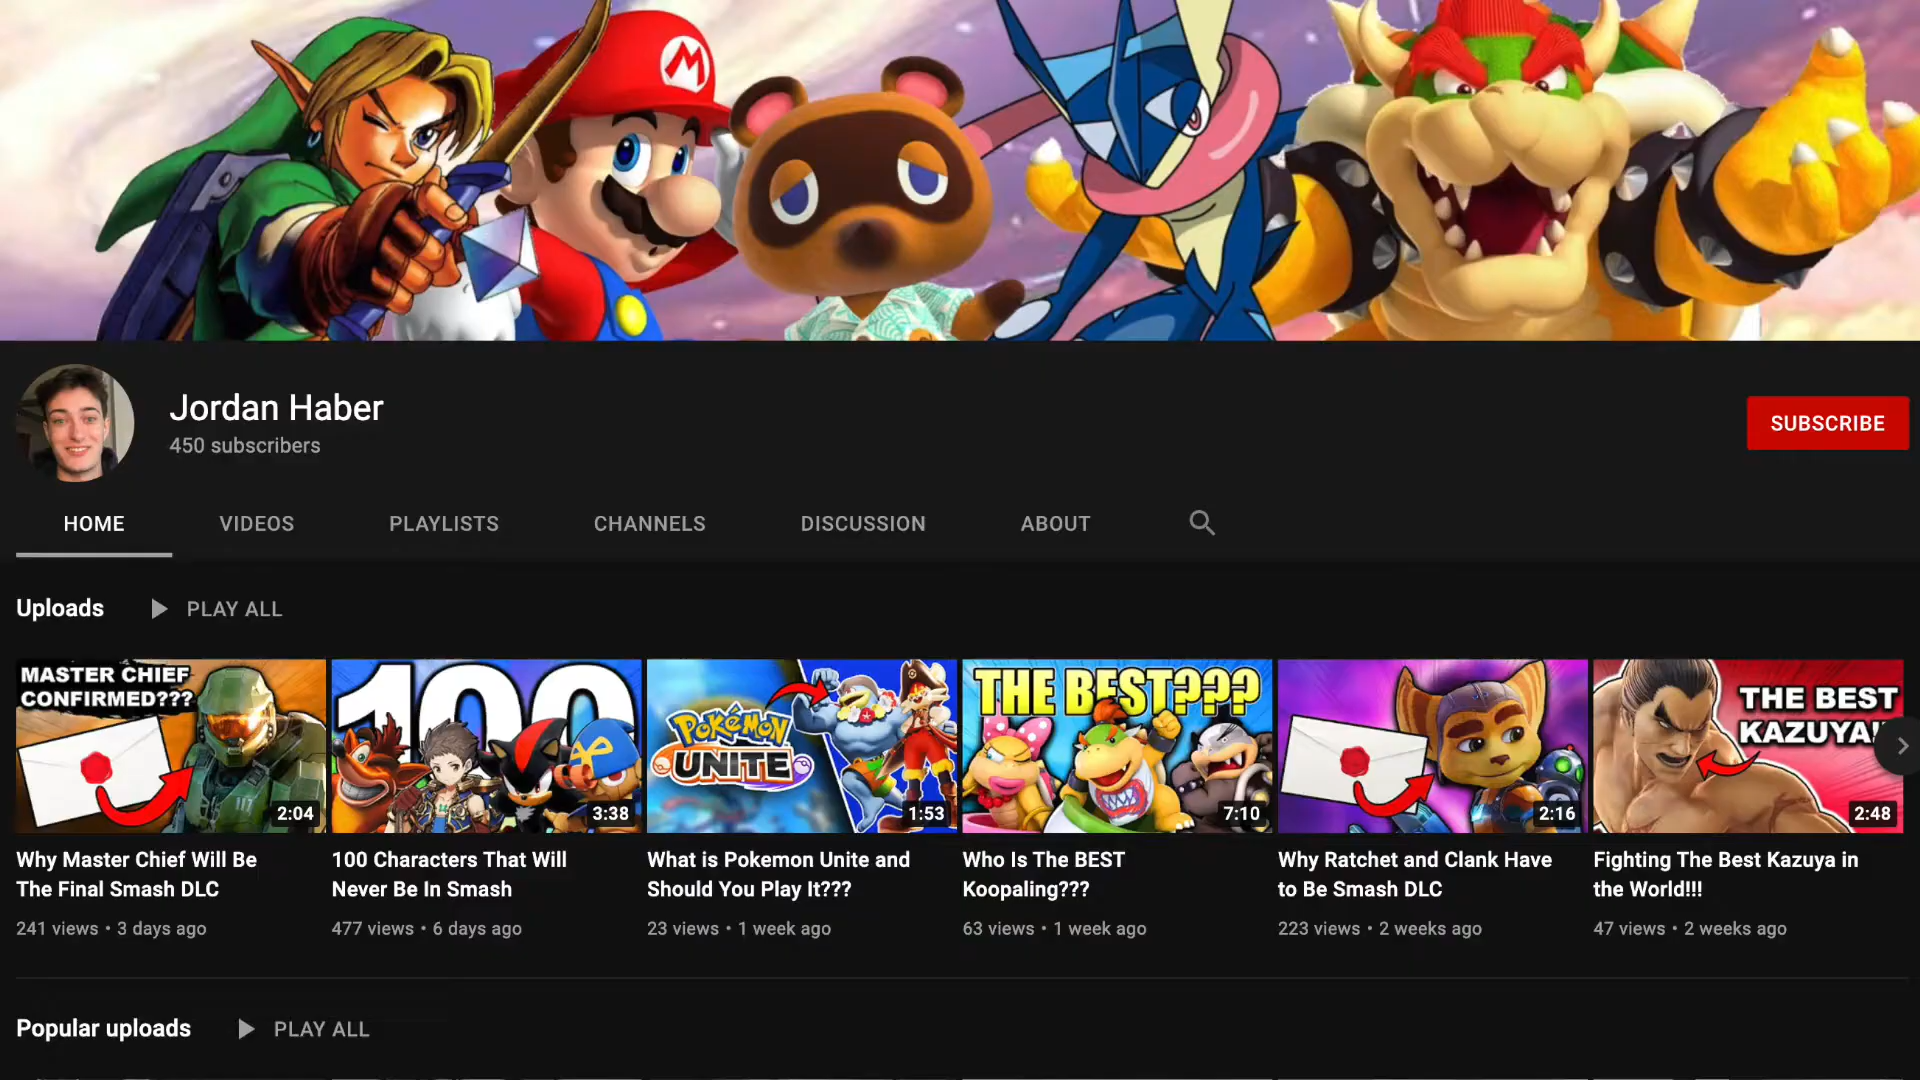 M
Jordan Haber
450 subscribers
SUBSCRIBE
HOME
VIDEOS
PLAYLISTS
CHANNELS
DISCUSSION
ABOUT
Uploads
PLAY ALL
MASTER CHIEF
CONFIRMED???
117
2:04
100
3:38
POKéMON
UNITE
1:53
THE BEST???
7:10
2:16
THE BEST
KAZUYA!
2:48
Why Master Chief Will Be
The Final Smash DLC
241 views • 3 days ago
100 Characters That Will
Never Be In Smash
477 views • 6 days ago
What is Pokemon Unite and
Should You Play It???
23 views • 1 week ago
Who Is The BEST
Koopaling???
63 views • 1 week ago
Why Ratchet and Clank Have
to Be Smash DLC
223 views • 2 weeks ago
Fighting The Best Kazuya in
the World!!!
47 views • 2 weeks ago
Popular uploads
PLAY ALL